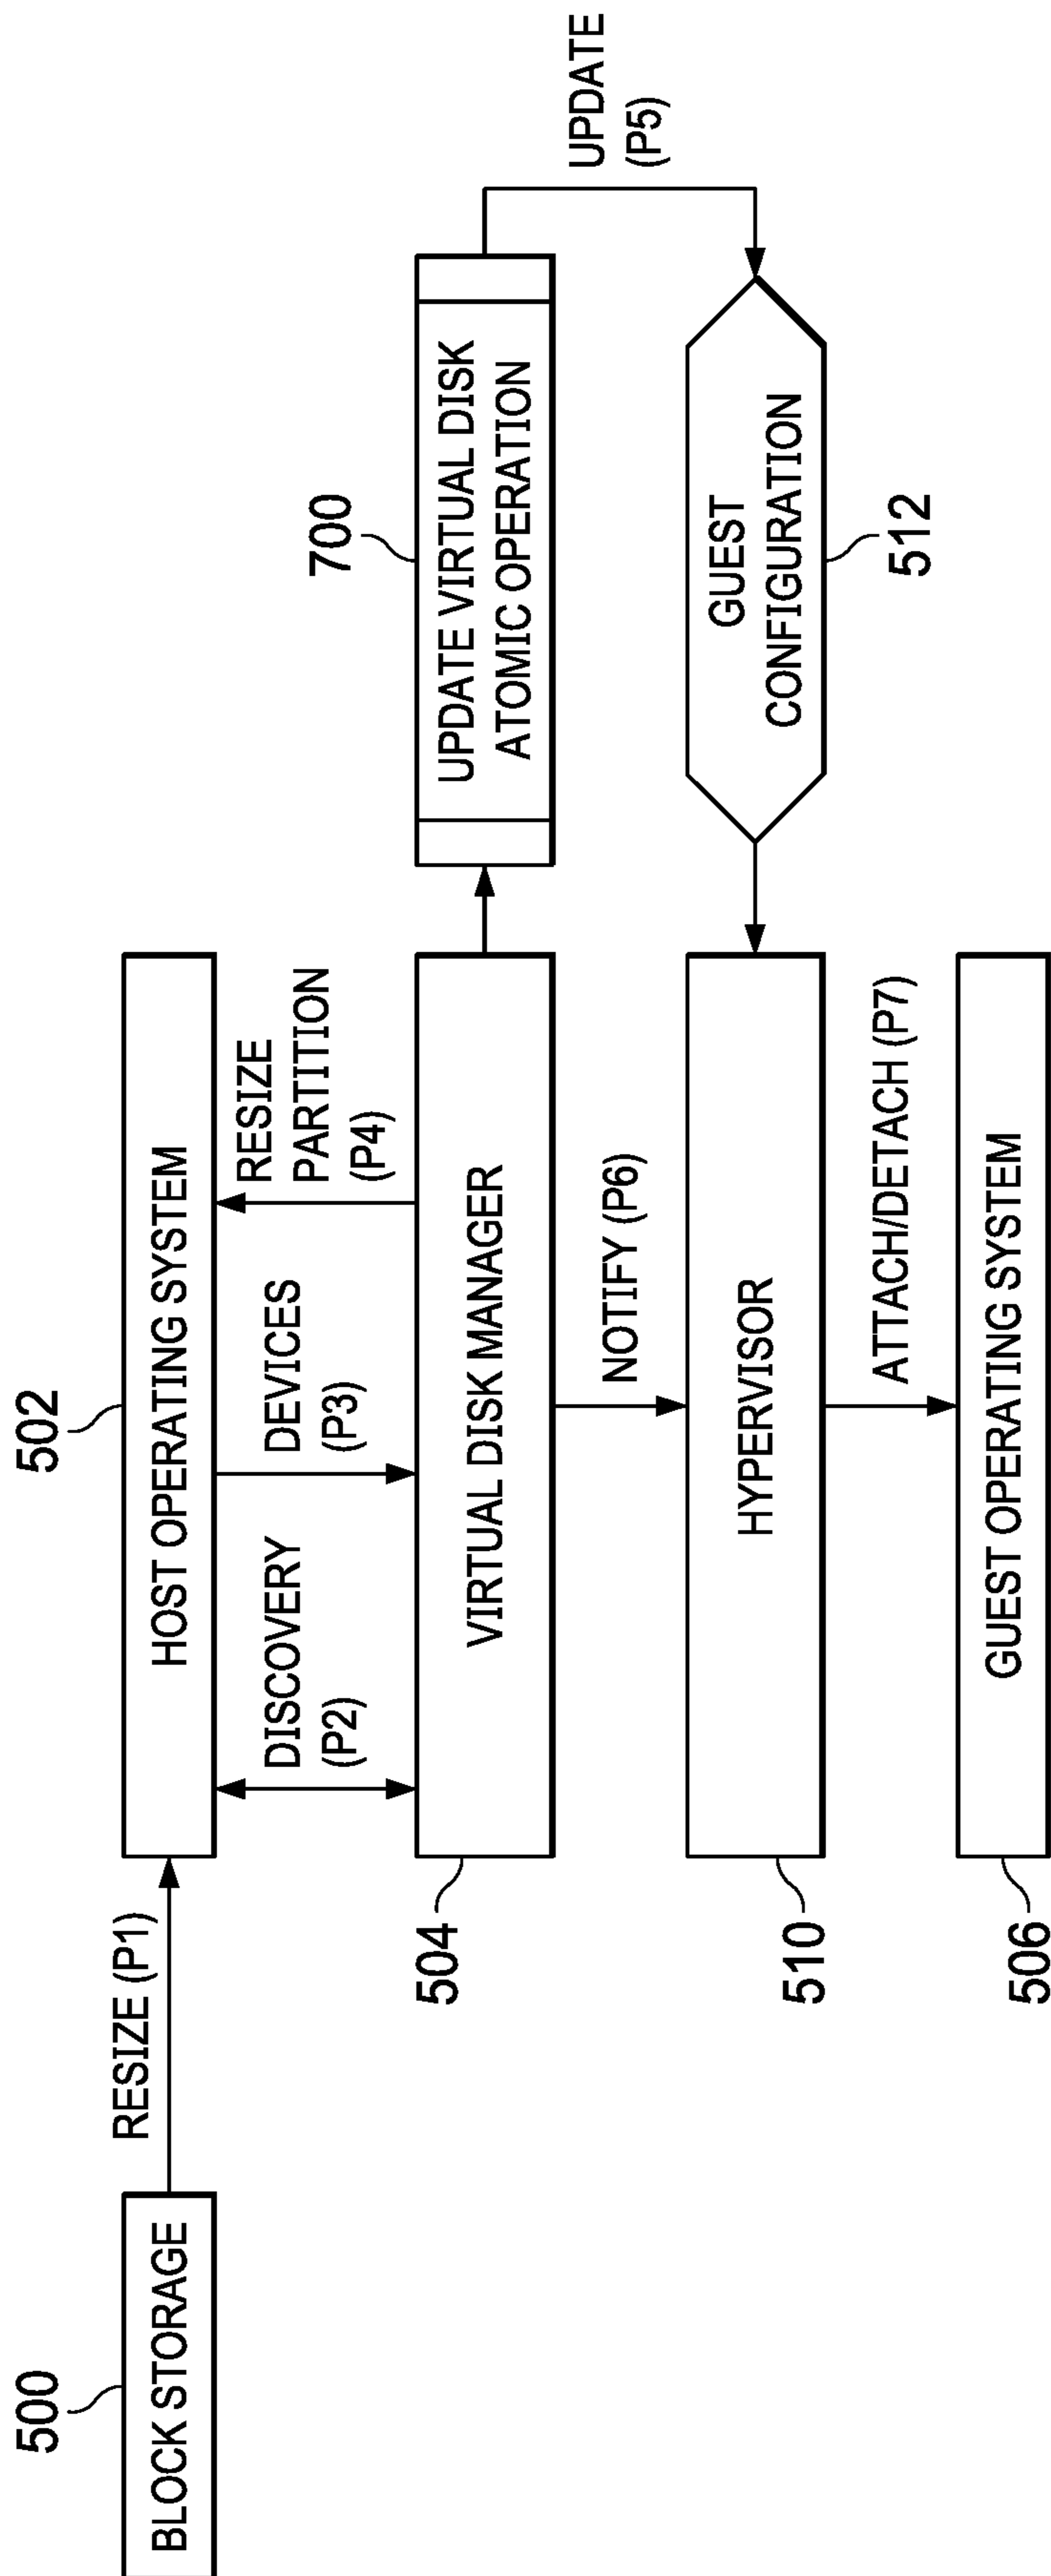 500
BLOCK STORAGE
RESIZE (P1)
502
HOST OPERATING SYSTEM
DISCOVERY
(P2)
DEVICES
(P3)
RESIZE
PARTITION
(P4)
504
VIRTUAL DISK MANAGER
700
UPDATE VIRTUAL DISK
ATOMIC OPERATION
UPDATE
(P5)
NOTIFY (P6)
510
HYPERVISOR
GUEST
CONFIGURATION
512
ATTACH/DETACH (P7)
506
GUEST OPERATING SYSTEM